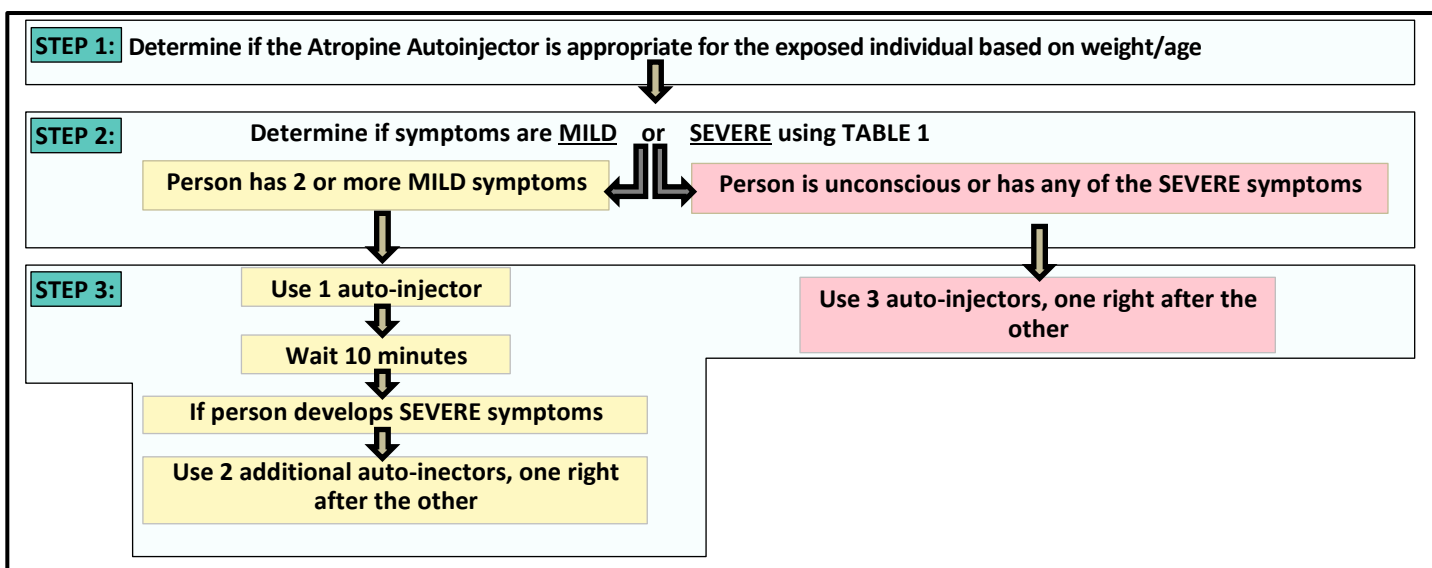 STEP 1: Determine if the Atropine Autoinjector is appropriate for the exposed individual based on weight/age
STEP 2: Determine if symptoms are MILD or SEVERE using TABLE 1
Person has 2 or more MILD symptoms
Person is unconscious or has any of the SEVERE symptoms
STEP 3:
Use 1 auto-injector
Wait 10 minutes
If person develops SEVERE symptoms
Use 2 additional auto-inectors, one right
after the other
Use 3 auto-injectors, one right after the
other